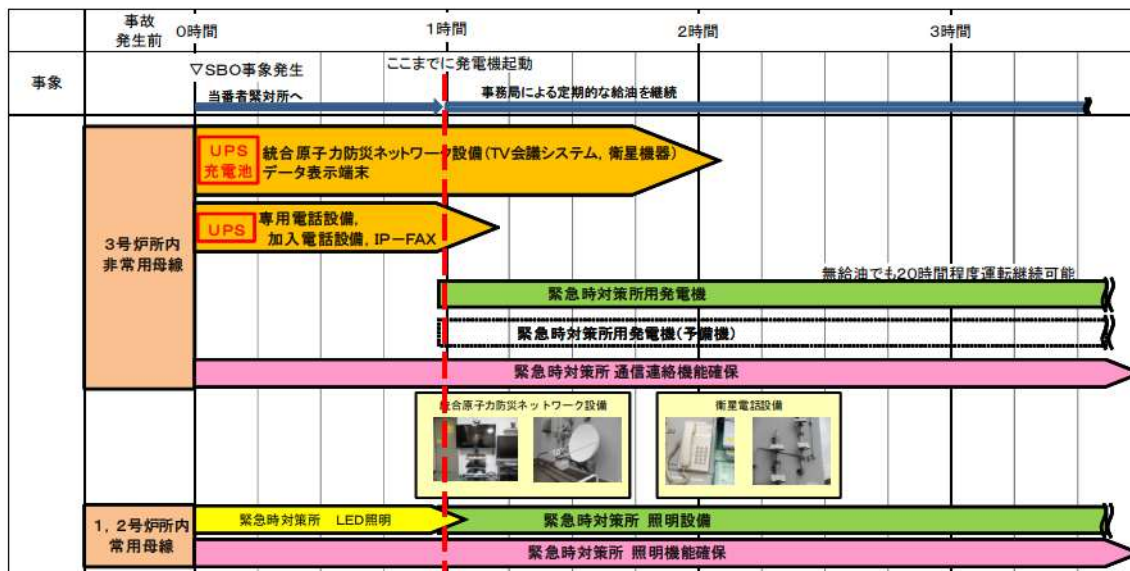 事故
発生前
0時間
1時間
2時間
3時間
事象
▽SBO事象発生
ここまでに発電機起動
当番者緊対所へ
事務局による定期的な給油を継続
3号炉所内
非常用母線
UPS
充電池
統合原子力防災ネットワーク設備(TV会議システム, 衛星機器)
データ表示端末
UPS
専用電話設備,
加入電話設備, IP-FAX
無給油でも20時間程度運転継続可能
緊急時対策所用発電機
緊急時対策所用発電機(予備機)
緊急時対策所 通信連絡機能確保
統合原子力防災ネットワーク設備
衛星電話設備
1, 2号炉所内
常用母線
緊急時対策所 LED照明
緊急時対策所 照明設備
緊急時対策所 照明機能確保